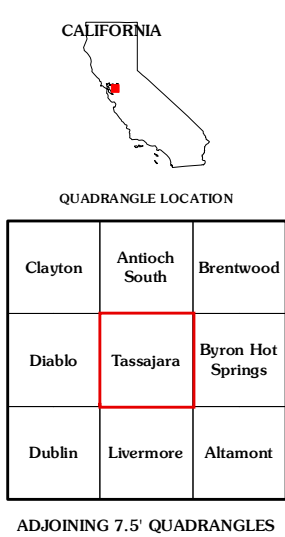 CALIFORNIA
QUADRANGLE LOCATION
Clayton
Antioch
South
Brentwood
Diablo
Tassajara
Byron Hot
Springs
Dublin
Livermore
Altamont
ADJOINING 7.5' QUADRANGLES